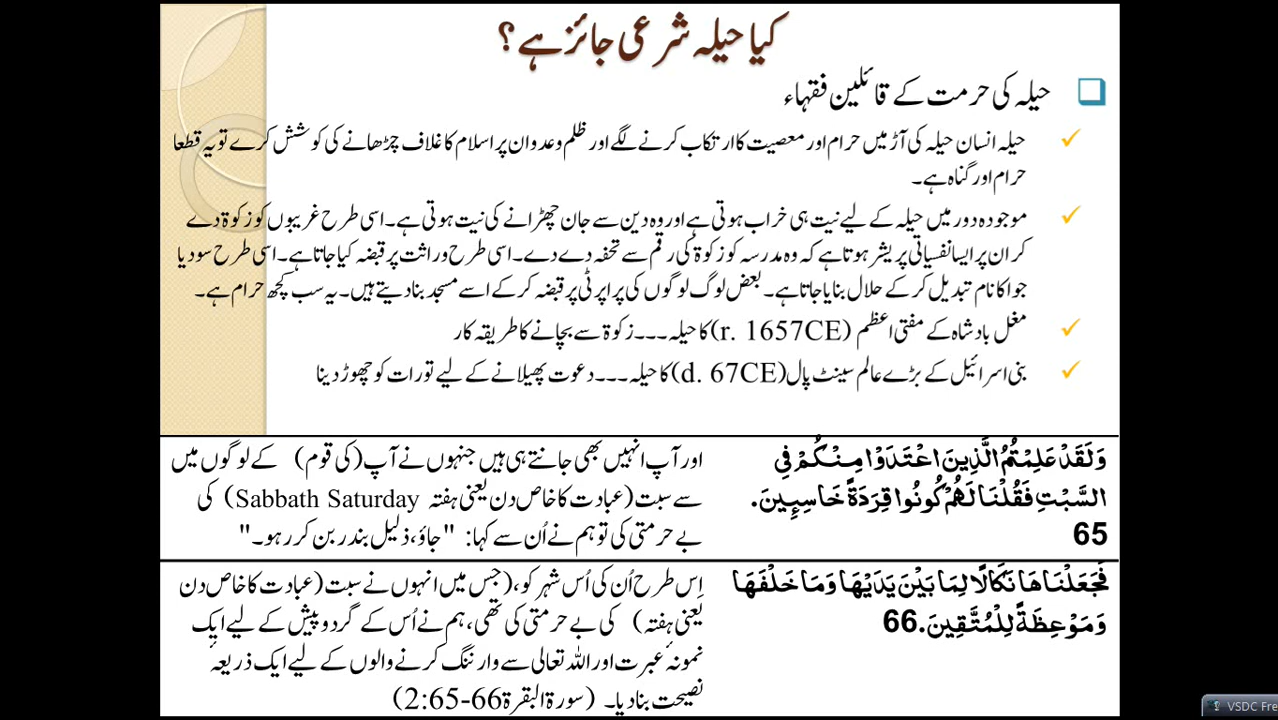 کیا حیلہ شرعی جائز ہے؟
حیلہ کی حرمت کے قائلین فقہاء
حیلہ انسان حیلہ کی آڑ میں حرام اور معصیت کا ارتکاب کرنے لگے اور ظلم و عدوان پر اسلام کا غلاف چڑھانے کی کوشش کرے تو یہ قطعا
حرام اور گناہ ہے۔
موجودہ دور میں حیلہ کے لیے نیت ہی خراب ہوتی ہے اور وہ دین سے جان چھڑانے کی نیت ہوتی ہے۔ اسی طرح غریبوں کو زکوۃ دے
کر ان پر ایسا نفسیاتی پریشر ہوتا ہے کہ وہ مدرسہ کو زکوۃ کی رقم سے تحفہ دے دے۔ اسی طرح وراثت پر قبضہ کیا جاتا ہے۔ اسی طرح سود یا
جوا کا نام تبدیل کر کے حلال بنایا جاتا ہے۔ بعض لوگ لوگوں کی پراپرٹی پر قبضہ کر کے اسے مسجد بنا دیتے ہیں۔ یہ سب کچھ حرام ہے۔
مغل بادشاہ کے مفتی اعظم (r. 1657CE) کا حیلہ۔۔۔ زکوۃ سے بچانے کا طریقہ کار
بنی اسرائیل کے بڑے عالم سینٹ پال (d. 67CE) کا حیلہ۔۔۔ دعوت پھیلانے کے لیے تورات کو چھوڑ دینا
وَلَقَدْ عَلِمْتُمُ الَّذِينَ اعْتَدَوْا مِنْكُمْ فِي
السَّبْتِ فَقُلْنَا لَهُمْ كُونُوا قِرَدَةً خَاسِئِينَ.
65
اور آپ انہیں بھی جانتے ہی ہیں جنہوں نے آپ (کی قوم) کے لوگوں میں
سے سبت (عبادت کا خاص دن یعنی ہفتہ Sabbath Saturday) کی
بے حرمتی کی تو ہم نے اُن سے کہا: "جاؤ، ذلیل بندر بن کر رہو۔"
فَجَعَلْنَاهَا نَكَالًا لِمَا بَيْنَ يَدَيْهَا وَمَا خَلْفَهَا
وَمَوْعِظَةً لِلْمُتَّقِينَ.66
اِس طرح اُن کی اُس شہر کو، (جس میں انہوں نے سبت (عبادت کا خاص دن
یعنی ہفتہ) کی بے حرمتی کی تھی، ہم نے اُس کے گرد و پیش کے لیے ایک
نمونہ عبرت اور اللہ تعالی سے وارننگ کرنے والوں کے لیے ایک ذریعہ
نصیحت بنا دیا۔ (سورۃ البقرۃ 2:65-66)
VSDC Fre